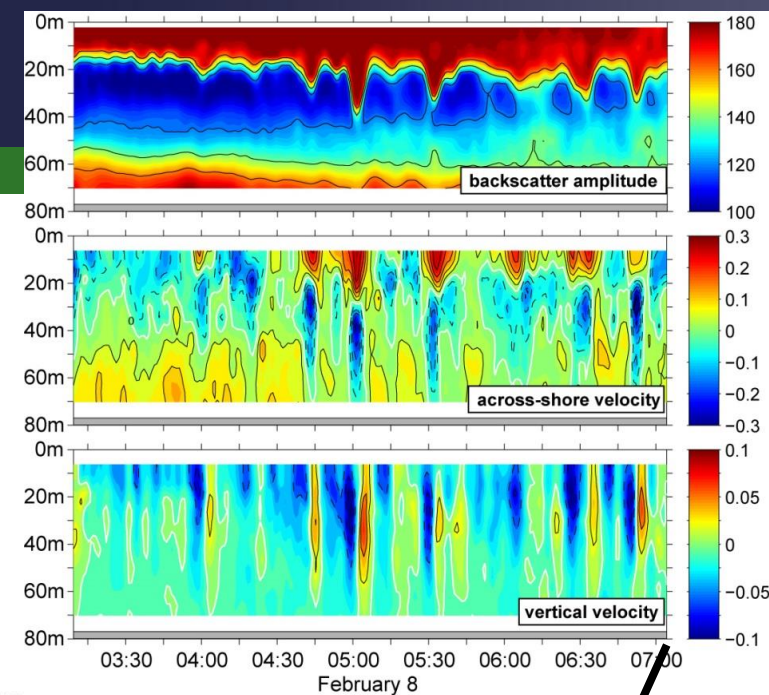 0m
20m
40m
60m
80m
backscatter amplitude
180
160
140
120
100
0m
20m
40m
60m
80m
across-shore velocity
0.3
0.2
0.1
0
−0.1
−0.2
−0.3
0m
20m
40m
60m
80m
vertical velocity
0.1
0.05
0
−0.05
−0.1
03:30 04:00 04:30 05:00 05:30 06:00 06:30 07:00
February 8